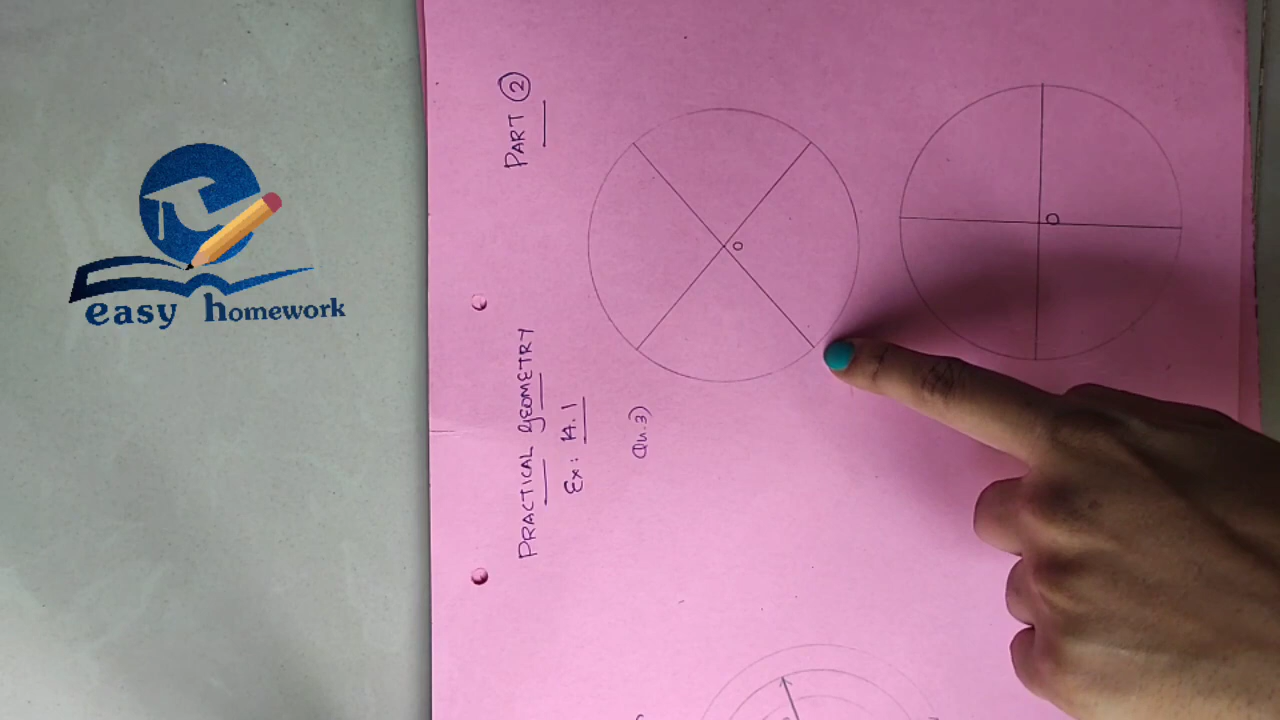 easy homework
PRACTICAL GEOMETRY
PART 2
Ex: 14.1
Qu.3)
O
O